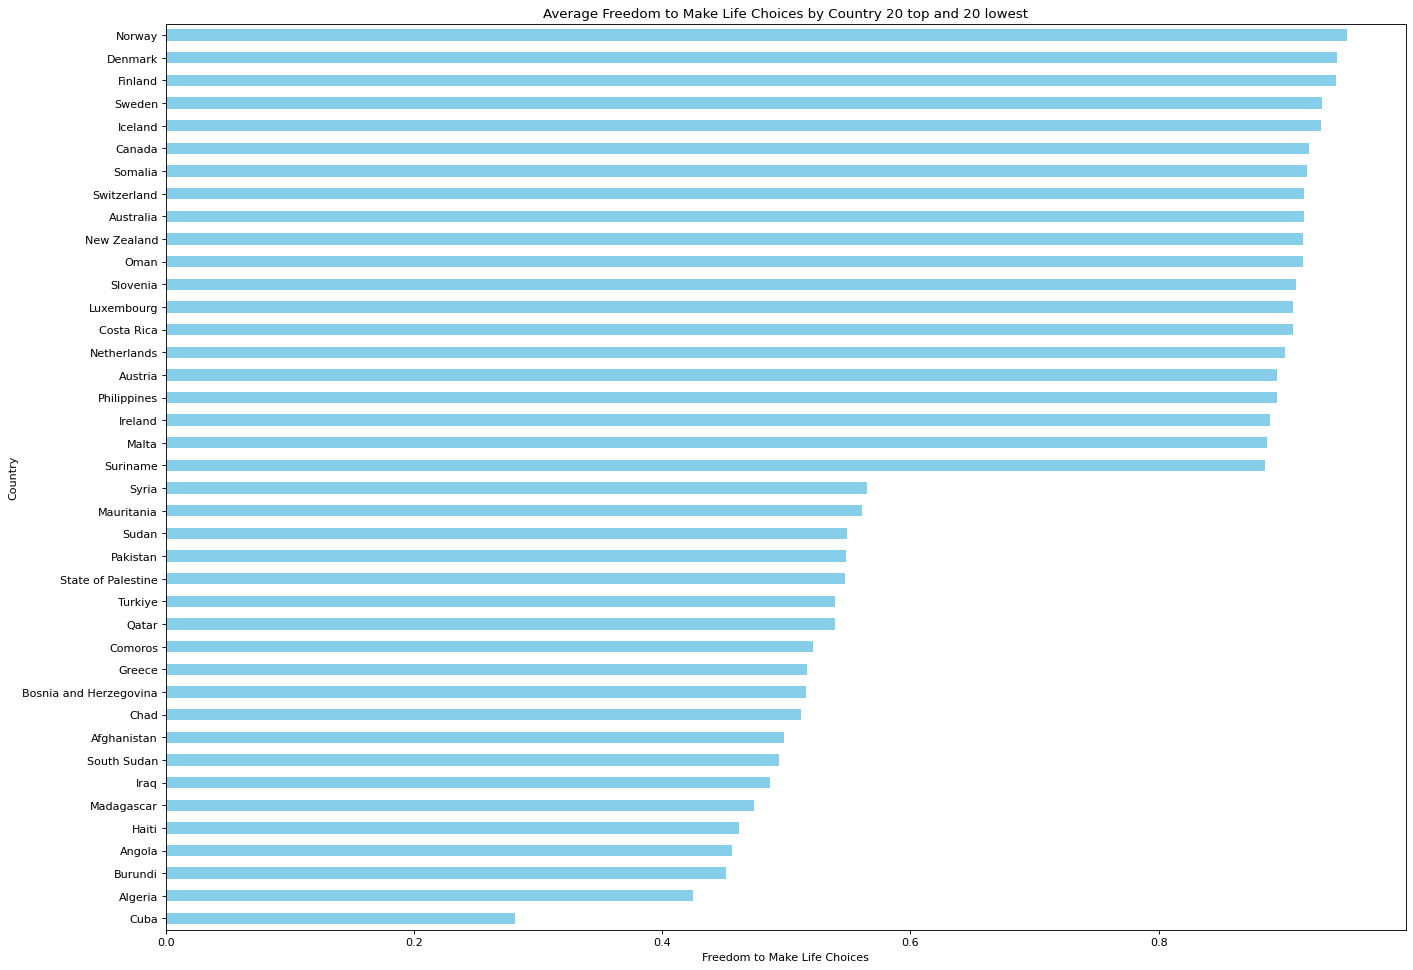 Average Freedom to Make Life Choices by Country 20 top and 20 lowest
Country
Norway
Denmark
Finland
Sweden
Iceland
Canada
Somalia
Switzerland
Australia
New Zealand
Oman
Slovenia
Luxembourg
Costa Rica
Netherlands
Austria
Philippines
Ireland
Malta
Suriname
Syria
Mauritania
Sudan
Pakistan
State of Palestine
Turkiye
Qatar
Comoros
Greece
Bosnia and Herzegovina
Chad
Afghanistan
South Sudan
Iraq
Madagascar
Haiti
Angola
Burundi
Algeria
Cuba
0.0 0.2 0.4 0.6 0.8
Freedom to Make Life Choices